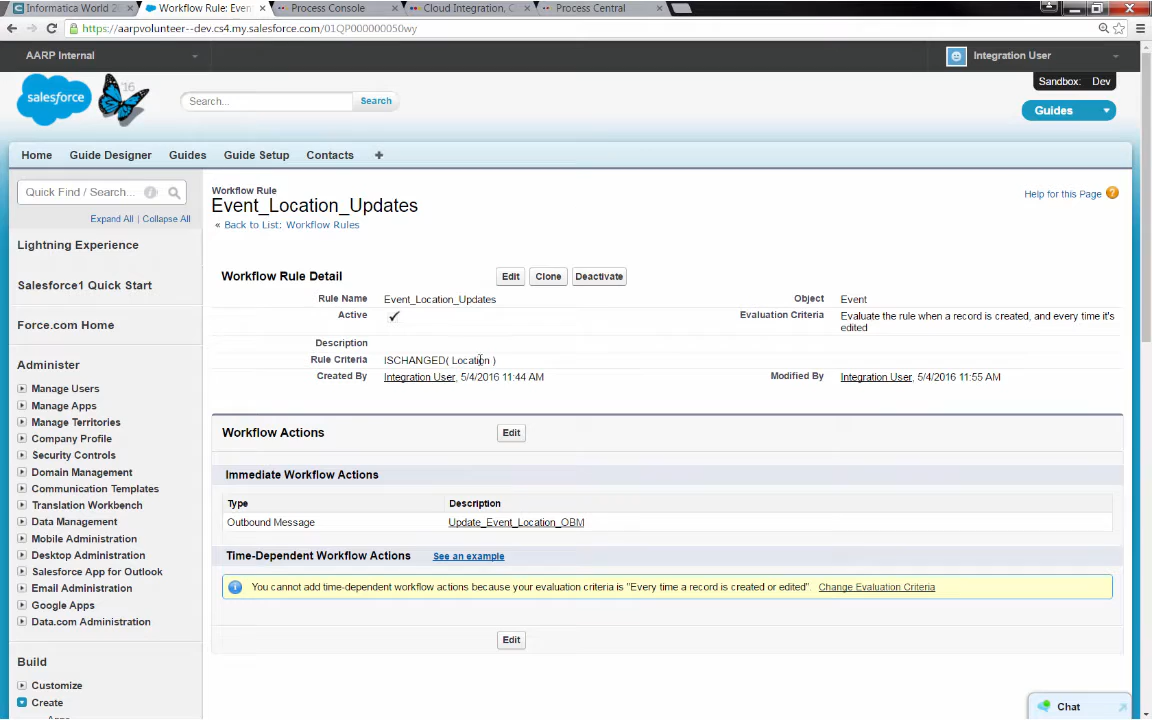 Informatica World 2
Workflow Rule: Even
Process Console
Cloud Integration, C
Process Central
https://aarpvolunteer--dev.cs4.my.salesforce.com/01QP000000050wy
AARP Internal
Integration User
salesforce
'16
Search...
Search
Sandbox: Dev
Guides
Home
Guide Designer
Guides
Guide Setup
Contacts
Quick Find / Search...
Expand All | Collapse All
Lightning Experience
Salesforce1 Quick Start
Force.com Home
Administer
Manage Users
Manage Apps
Manage Territories
Company Profile
Security Controls
Domain Management
Communication Templates
Translation Workbench
Data Management
Mobile Administration
Desktop Administration
Salesforce App for Outlook
Email Administration
Google Apps
Data.com Administration
Build
Customize
Create
Workflow Rule
Event_Location_Updates
« Back to List: Workflow Rules
Help for this Page
Workflow Rule Detail
Edit
Clone
Deactivate
Rule Name Event_Location_Updates
Object Event
Active
Evaluation Criteria Evaluate the rule when a record is created, and every time it's
edited
Description
Rule Criteria ISCHANGED( Location )
Created By Integration User, 5/4/2016 11:44 AM
Modified By Integration User, 5/4/2016 11:55 AM
Workflow Actions
Edit
Immediate Workflow Actions
Type Description
Outbound Message Update_Event_Location_OBM
Time-Dependent Workflow Actions See an example
You cannot add time-dependent workflow actions because your evaluation criteria is "Every time a record is created or edited". Change Evaluation Criteria
Edit
Chat